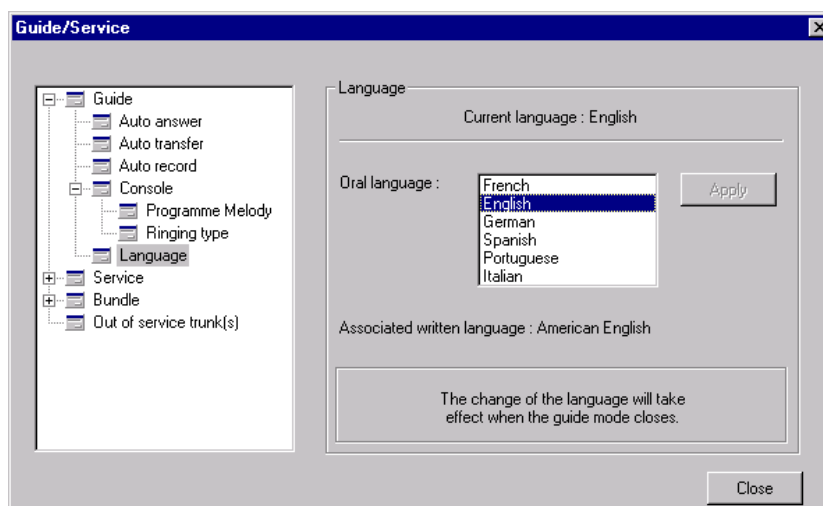 Guide/Service
Guide
Auto answer
Auto transfer
Auto record
Console
Programme Melody
Ringing type
Language
Service
Bundle
Out of service trunk(s)
Language
Current language : English
Oral language :
French
English
German
Spanish
Portuguese
Italian
Apply
Associated written language : American English
The change of the language will take
effect when the guide mode closes.
Close